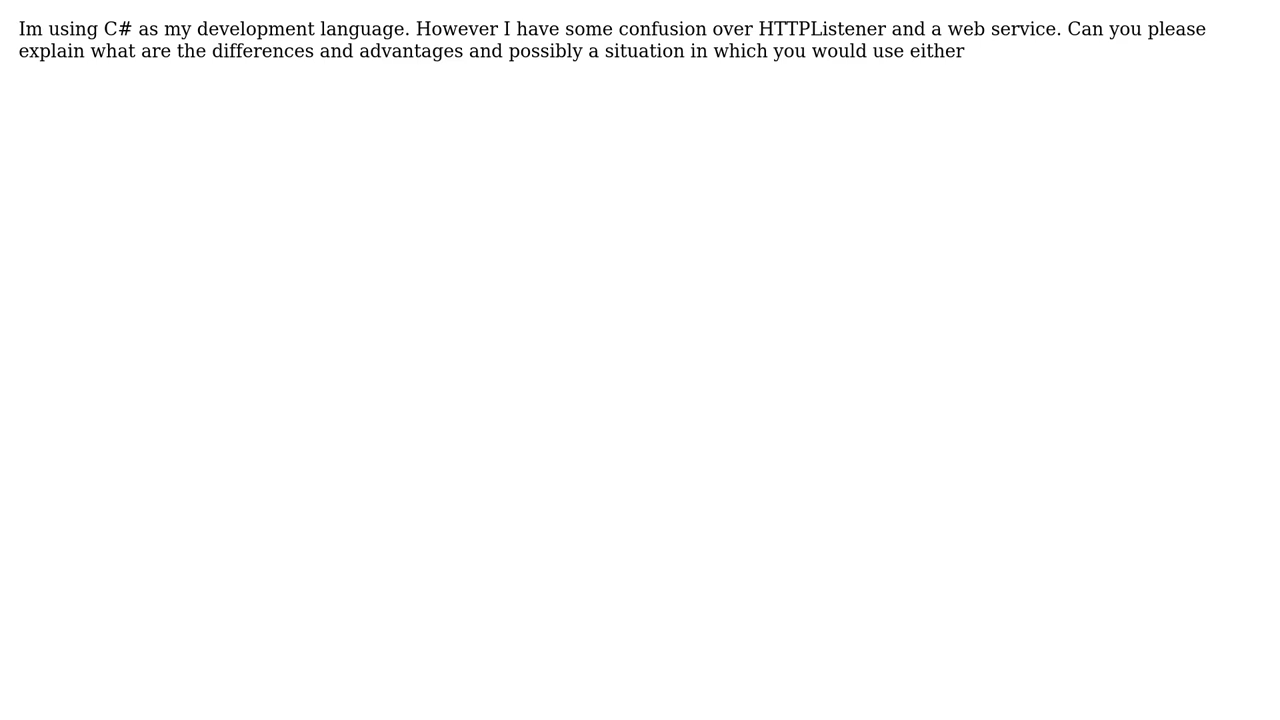 Im using C# as my development language. However I have some confusion over HTTPListener and a web service. Can you please
explain what are the differences and advantages and possibly a situation in which you would use either